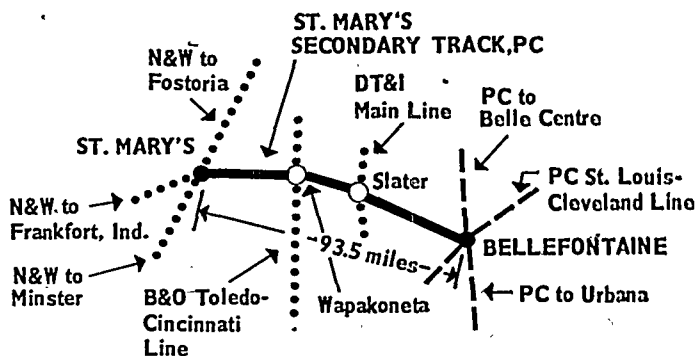 ST. MARY'S
SECONDARY TRACK,PC
N&W to
Fostoria
DT&I
Main Line
PC to
Belle Centre
ST. MARY'S
Slater
PC St. Louis-
Cleveland Line
N&W to
Frankfort, Ind.
93.5 miles
BELLEFONTAINE
N&W to
Minster
B&O Toledo-
Cincinnati
Line
Wapakoneta
PC to Urbana